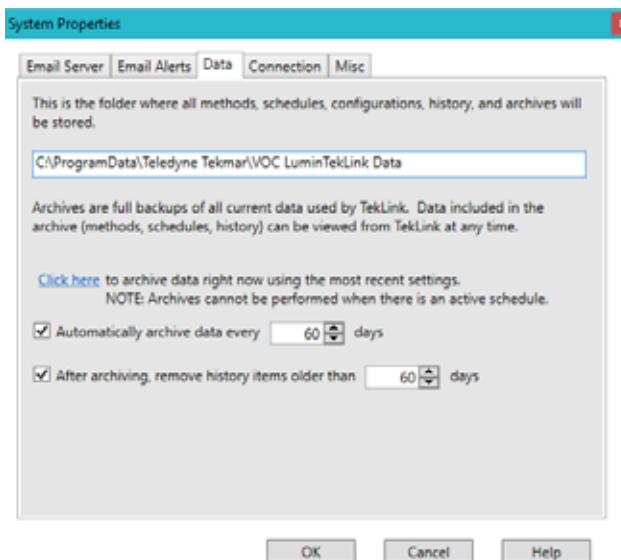 System Properties
Email Server Email Alerts Data Connection Misc
This is the folder where all methods, schedules, configurations, history, and archives will
be stored.
C:\ProgramData\Teledyne Tekmar\VOC LuminTekLink Data
Archives are full backups of all current data used by TekLink. Data included in the
archive (methods, schedules, history) can be viewed from TekLink at any time.
Click here to archive data right now using the most recent settings.
NOTE: Archives cannot be performed when there is an active schedule.
Automatically archive data every 60 days
After archiving, remove history items older than 60 days
OK Cancel Help